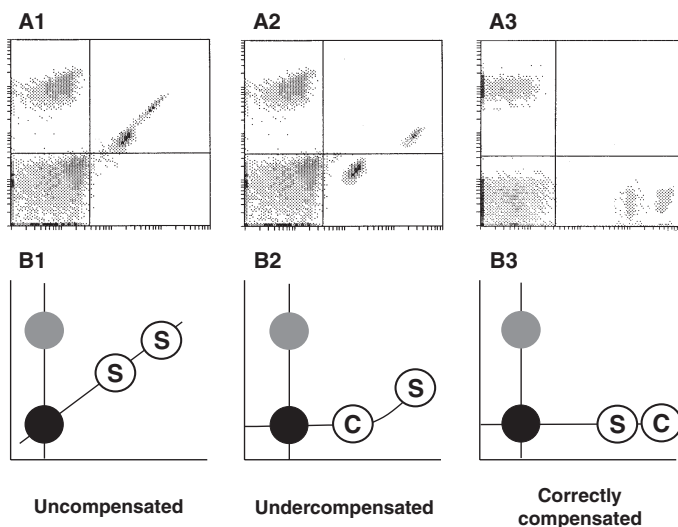 A1 A2 A3
B1 B2 B3
S S C S S C
Uncompensated Undercompensated Correctly
compensated